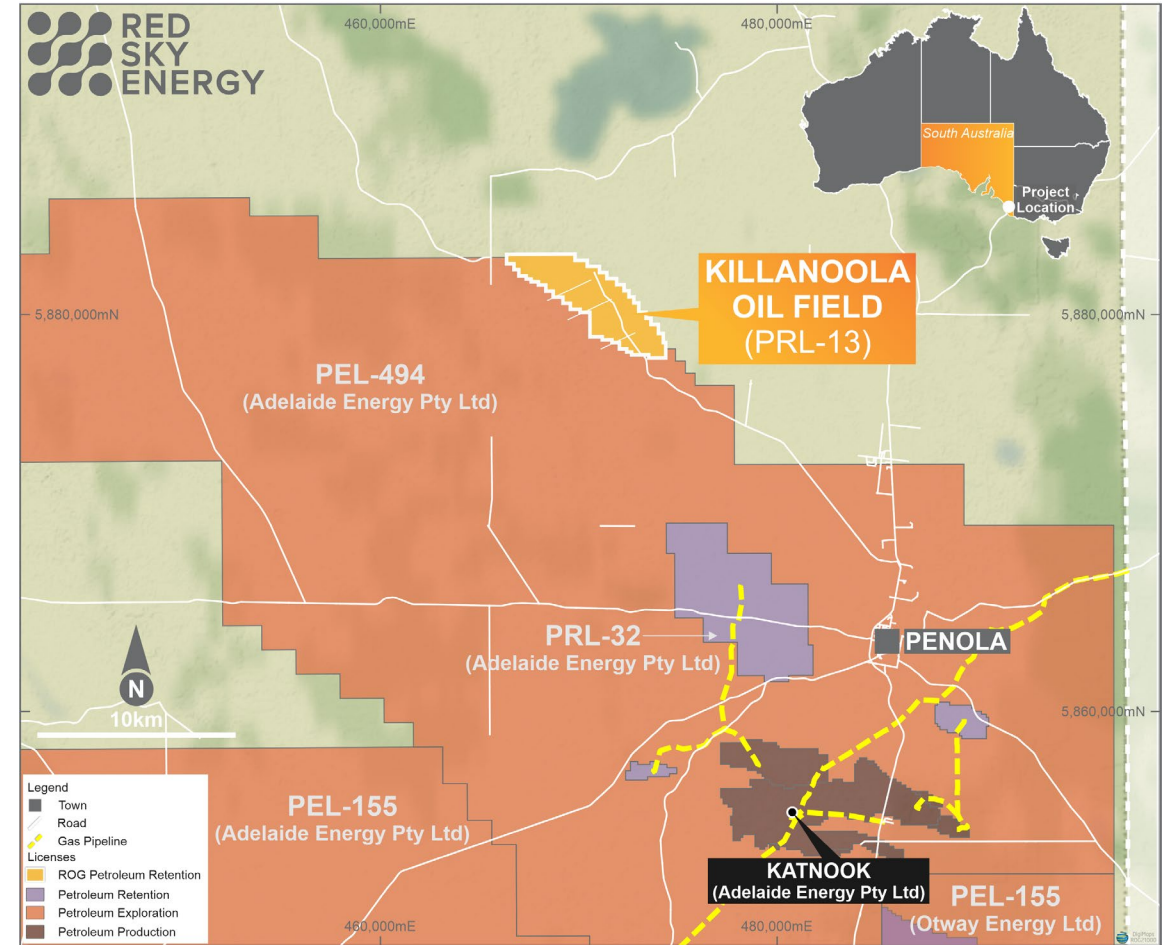 RED
SKY
ENERGY
460,000mE
480,000mE
South Australia
Project
Location
KILLANOOLA
OIL FIELD
(PRL-13)
5,880,000mN
5,880,000mN
PEL-494
(Adelaide Energy Pty Ltd)
PRL-32
(Adelaide Energy Pty Ltd)
PENOLA
N
10km
5,860,000mN
Legend
Town
Road
Gas Pipeline
Licenses
ROG Petroleum Retention
Petroleum Retention
Petroleum Exploration
Petroleum Production
PEL-155
(Adelaide Energy Pty Ltd)
KATNOOK
(Adelaide Energy Pty Ltd)
PEL-155
(Otway Energy Ltd)
460,000mE
480,000mE